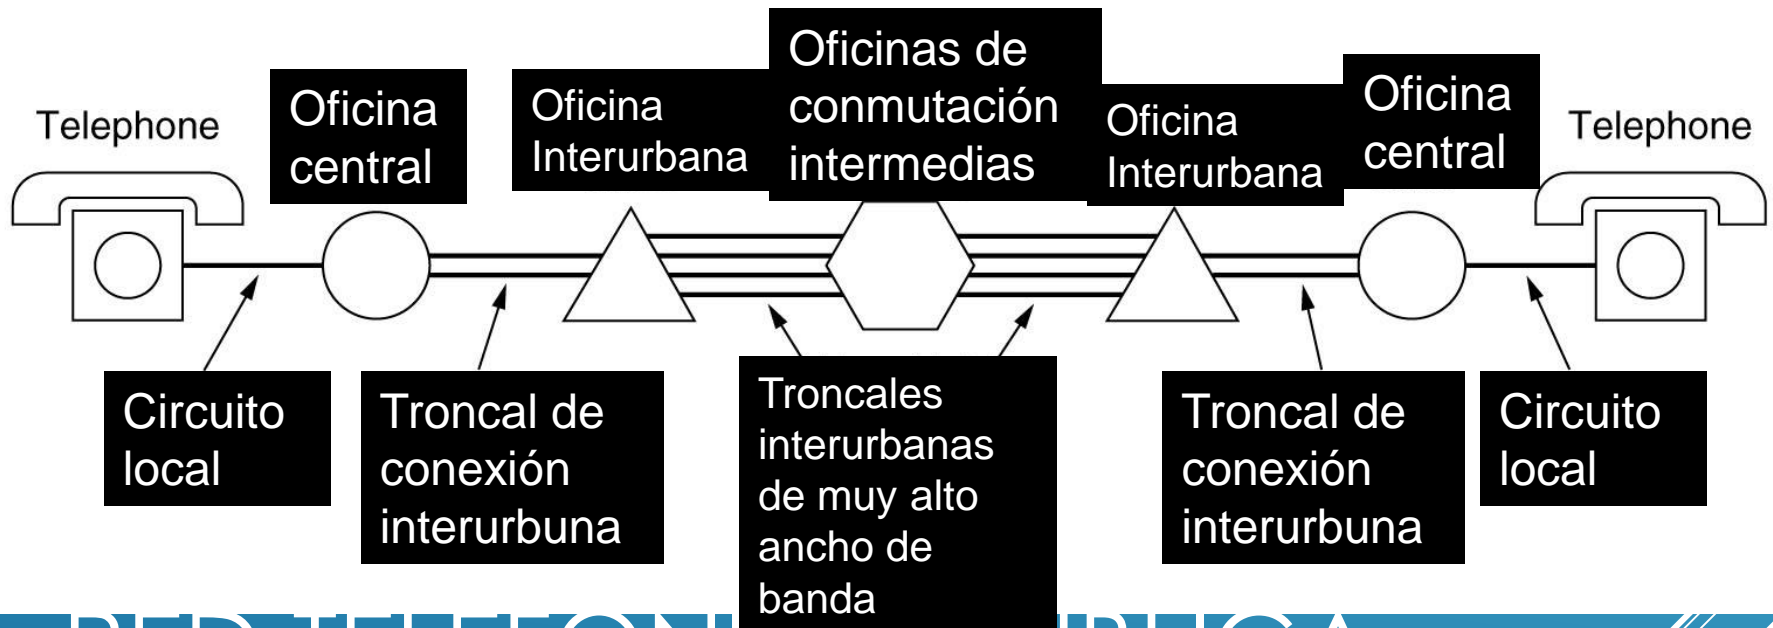 Telephone
Oficina
central
Oficina
Interurbana
Oficinas de
conmutación
intermedias
Oficina
Interurbana
Oficina
central
Telephone
Circuito
local
Troncal de
conexión
interurbuna
Troncales
interurbanas
de muy alto
ancho de
banda
Troncal de
conexión
interurbuna
Circuito
local
RED